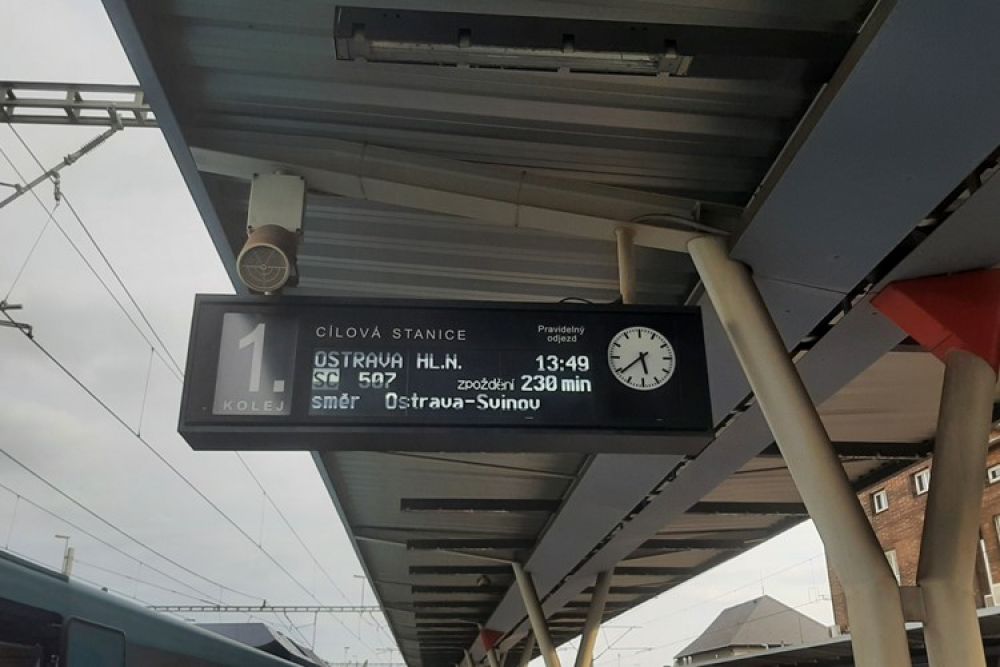 1.
KOLEJ
CÍLOVÁ STANICE
Pravidelný
odjezd
OSTRAVA HL.N. 13:49
SC 507 zpoždění 230 min
směr Ostrava-Svinov